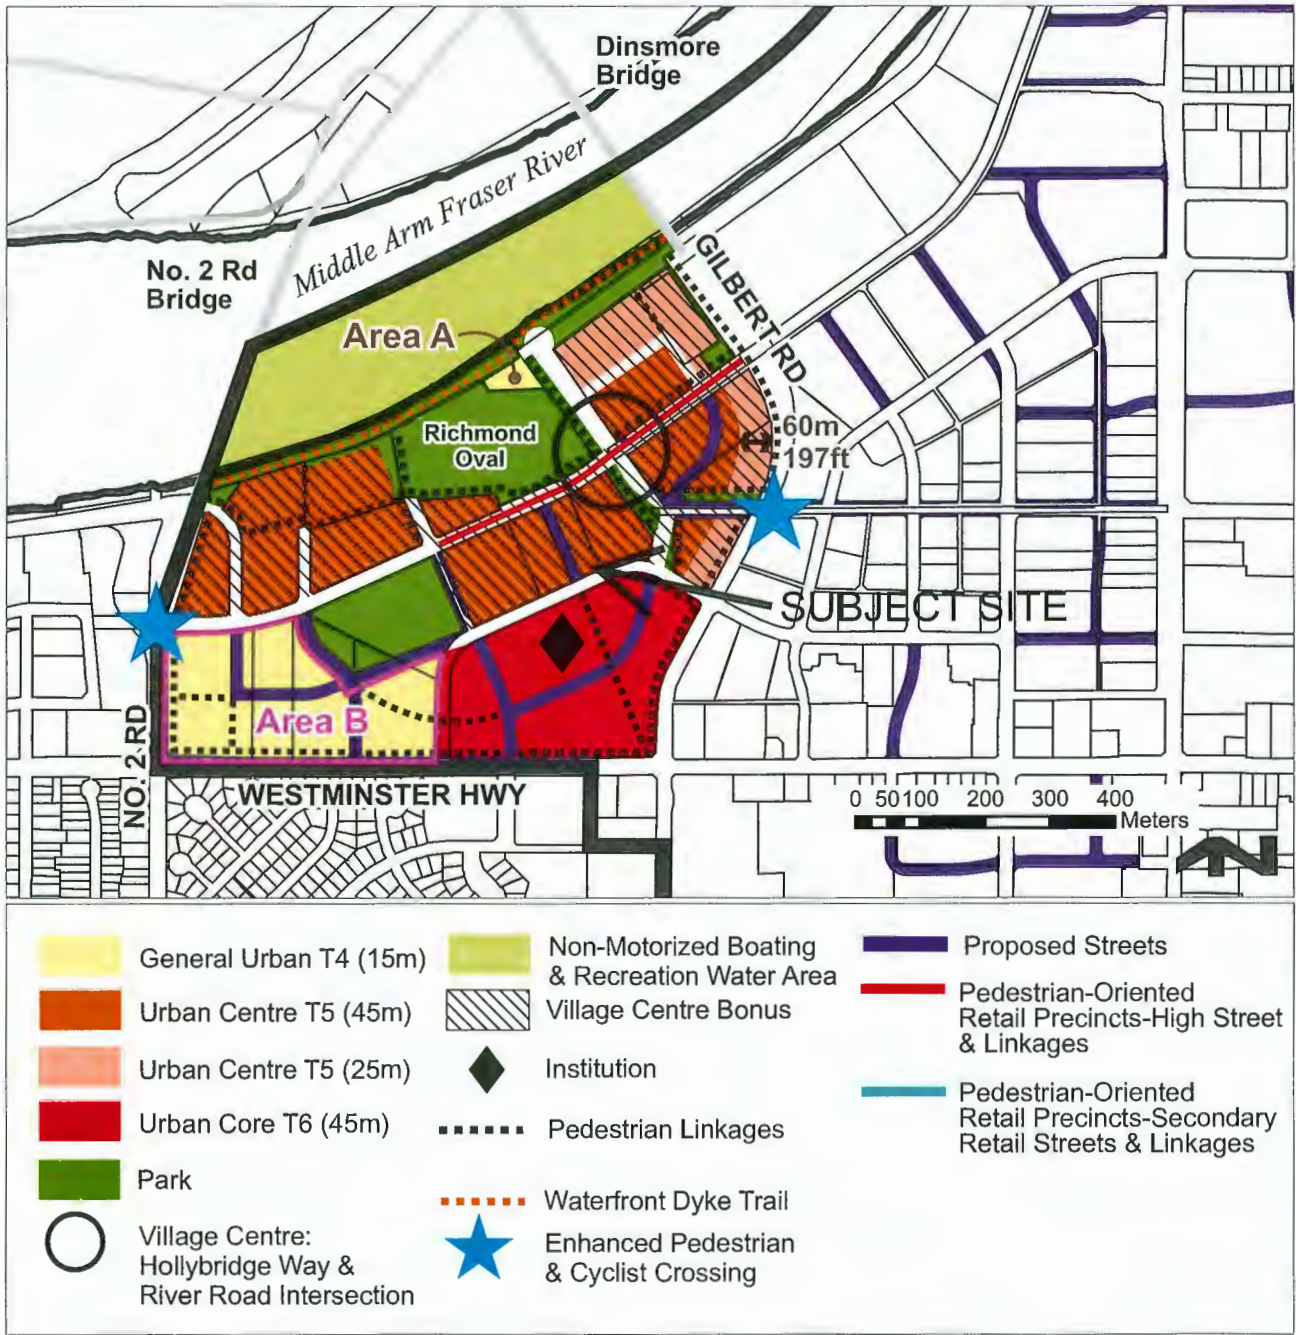 Dinsmore
Bridge
Middle Arm Fraser River
No. 2 Rd
Bridge
GILBERT RD
Area A
Richmond
Oval
60m
197ft
SUBJECT SITE
Area B
NO. 2 RD
WESTMINSTER HWY
0 50 100 200 300 400
Meters
General Urban T4 (15m)
Urban Centre T5 (45m)
Urban Centre T5 (25m)
Urban Core T6 (45m)
Park
Village Centre:
Hollybridge Way &
River Road Intersection
Non-Motorized Boating
& Recreation Water Area
Village Centre Bonus
Institution
Pedestrian Linkages
Waterfront Dyke Trail
Enhanced Pedestrian
& Cyclist Crossing
Proposed Streets
Pedestrian-Oriented
Retail Precincts-High Street
& Linkages
Pedestrian-Oriented
Retail Precincts-Secondary
Retail Streets & Linkages